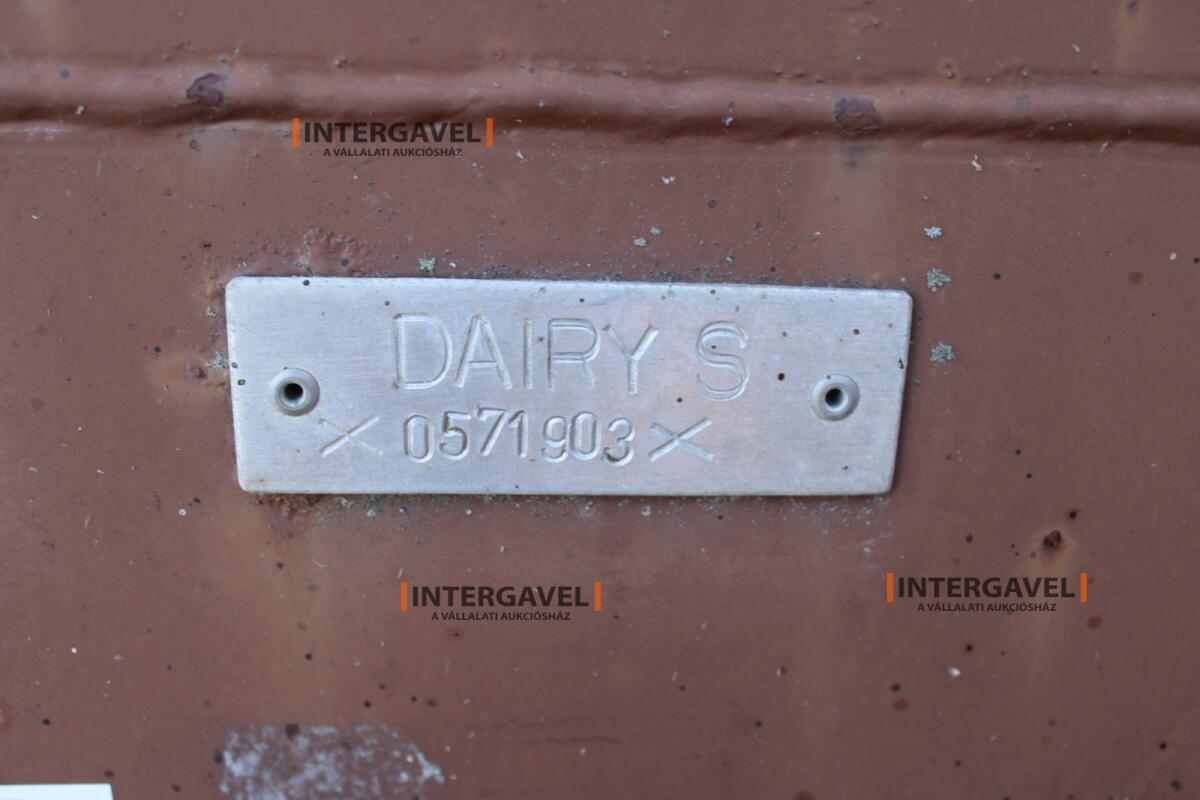 INTERGAVEL
A VÁLLALATI AUKCIÓSHÁZ
DAIRY S
X 0571903 X
INTERGAVEL
A VÁLLALATI AUKCIÓSHÁZ
INTERGAVEL
A VÁLLALATI AUKCIÓSHÁZ